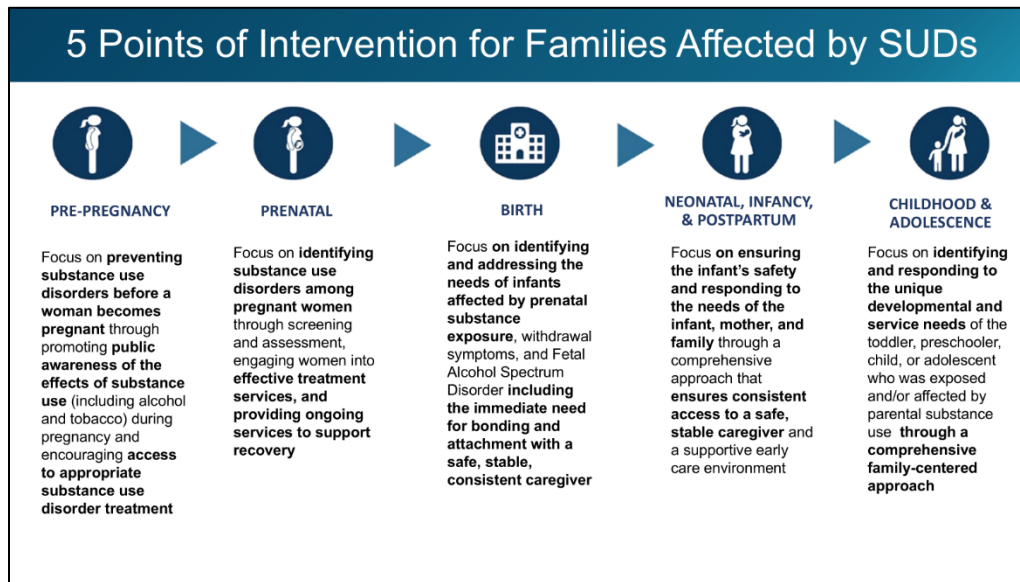 5 Points of Intervention for Families Affected by SUDs
PRE-PREGNANCY
Focus on preventing
substance use
disorders before a
woman becomes
pregnant through
promoting public
awareness of the
effects of substance
use (including alcohol
and tobacco) during
pregnancy and
encouraging access
to appropriate
substance use
disorder treatment
PRENATAL
Focus on identifying
substance use
disorders among
pregnant women
through screening
and assessment,
engaging women into
effective treatment
services, and
providing ongoing
services to support
recovery
BIRTH
Focus on identifying
and addressing the
needs of infants
affected by prenatal
substance
exposure, withdrawal
symptoms, and Fetal
Alcohol Spectrum
Disorder including
the immediate need
for bonding and
attachment with a
safe, stable,
consistent caregiver
NEONATAL, INFANCY,
& POSTPARTUM
Focus on ensuring
the infant's safety
and responding to
the needs of the
infant, mother, and
family through a
comprehensive
approach that
ensures consistent
access to a safe,
stable caregiver and
a supportive early
care environment
CHILDHOOD &
ADOLESCENCE
Focus on identifying
and responding to
the unique
developmental and
service needs of the
toddler, preschooler,
child, or adolescent
who was exposed
and/or affected by
parental substance
use through a
comprehensive
family-centered
approach